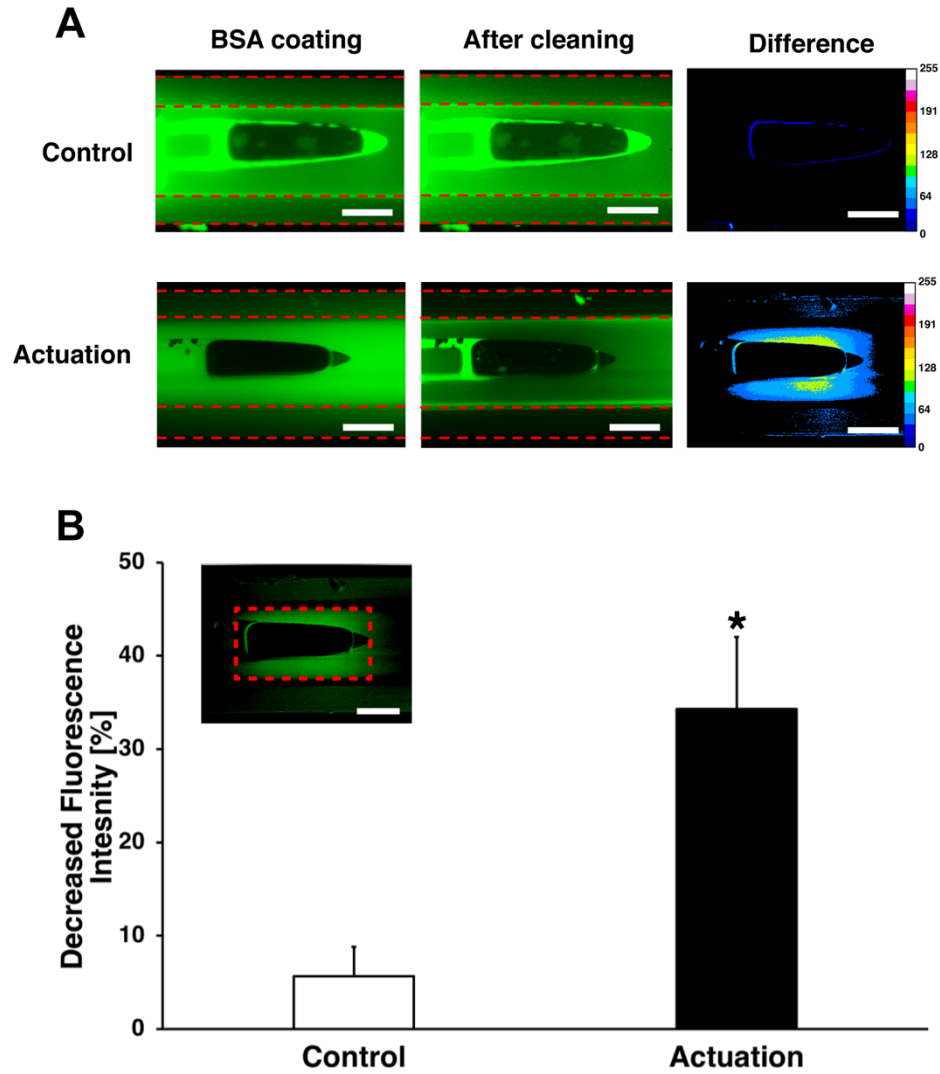 A
BSA coating
After cleaning
Difference
Control
255
191
128
64
0
Actuation
255
191
128
64
0
B
Decreased Fluorescence
Intesnity [%]
50
40
30
20
10
0
*
Control
Actuation